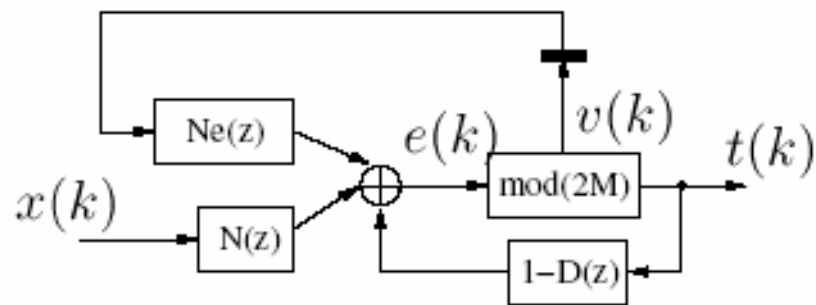 Ne(z)
e(k)
v(k)
t(k)
mod(2M)
x(k)
N(z)
1-D(z)